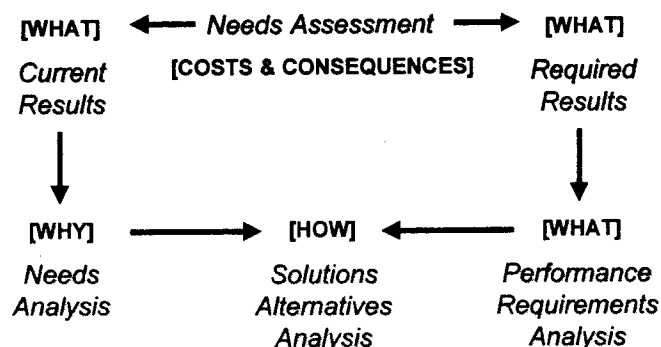 [WHAT] Needs Assessment [WHAT]
Current [COSTS & CONSEQUENCES] Required
Results Results
[WHY] [HOW] [WHAT]
Needs Solutions Performance
Analysis Alternatives Requirements
Analysis Analysis